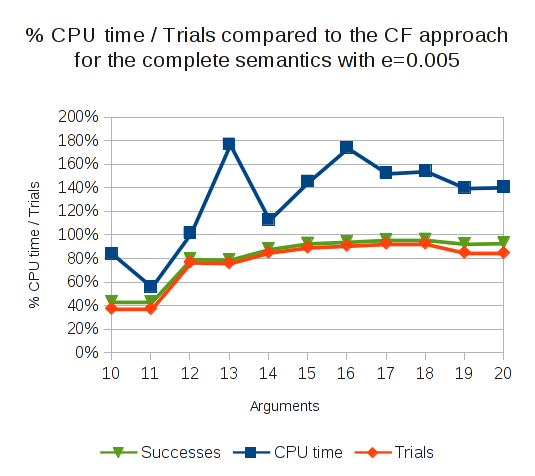 % CPU time / Trials compared to the CF approach
for the complete semantics with e=0.005
200%
180%
160%
140%
120%
100%
80%
60%
40%
20%
0%
% CPU time / Trials
10 11 12 13 14 15 16 17 18 19 20
Arguments
Successes CPU time Trials